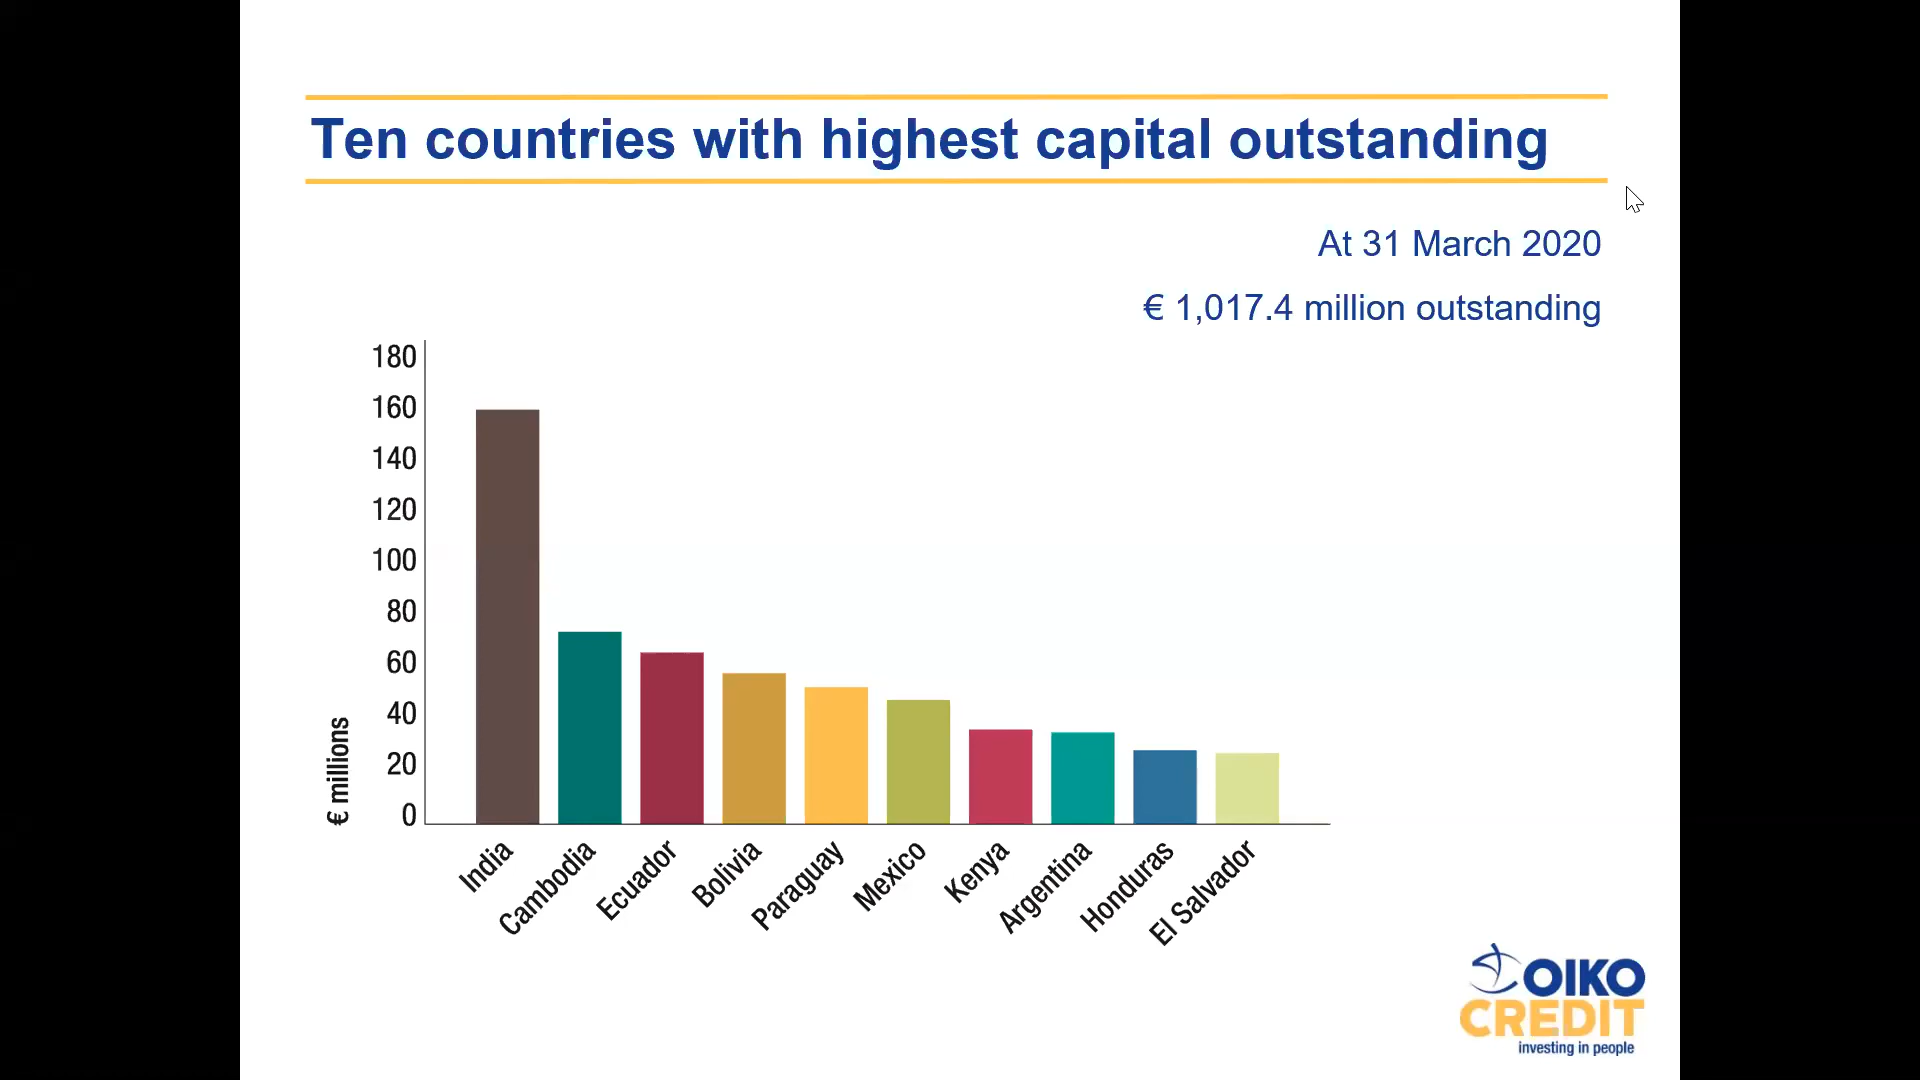 Ten countries with highest capital outstanding
At 31 March 2020
€ 1,017.4 million outstanding
180
160
140
120
100
80
60
40
20
0
€ millions
India
Cambodia
Ecuador
Bolivia
Paraguay
Mexico
Kenya
Argentina
Honduras
El Salvador
OIKO
CREDIT
investing in people